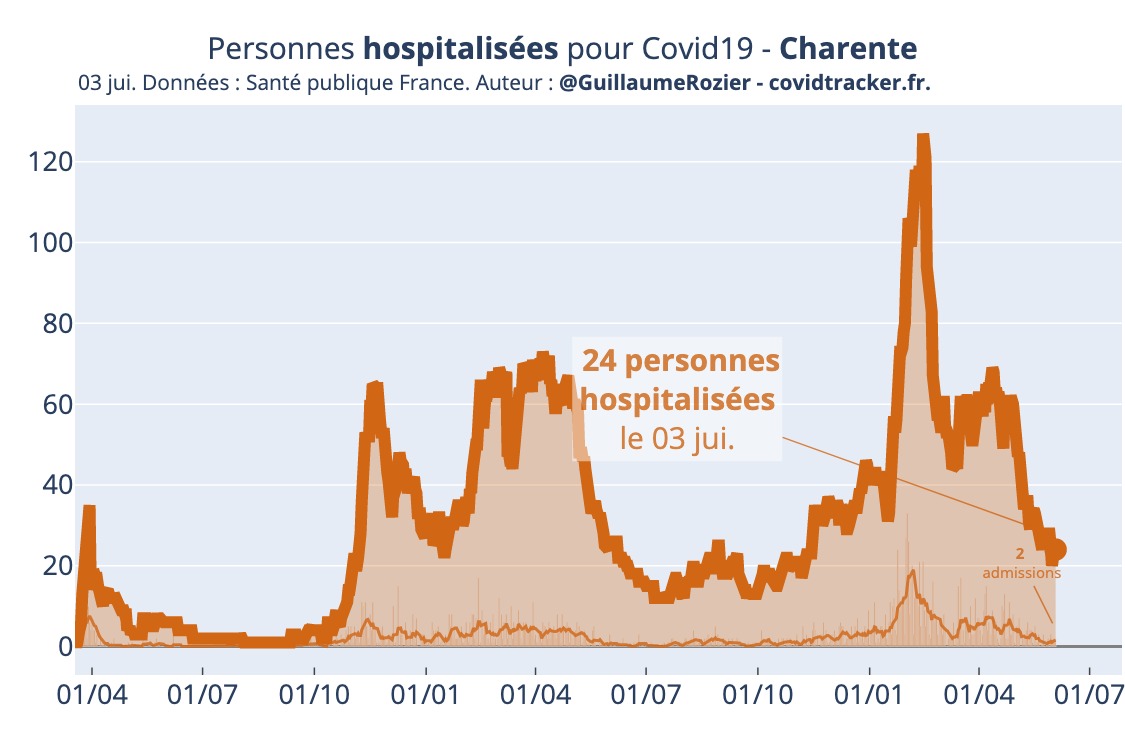 Personnes hospitalisées pour Covid19 - Charente
03 jui. Données : Santé publique France. Auteur : @GuillaumeRozier - covidtracker.fr.
120
100
80
60
40
20
0
24 personnes
hospitalisées
le 03 jui.
2
admissions
01/04 01/07 01/10 01/01 01/04 01/07 01/10 01/01 01/04 01/07